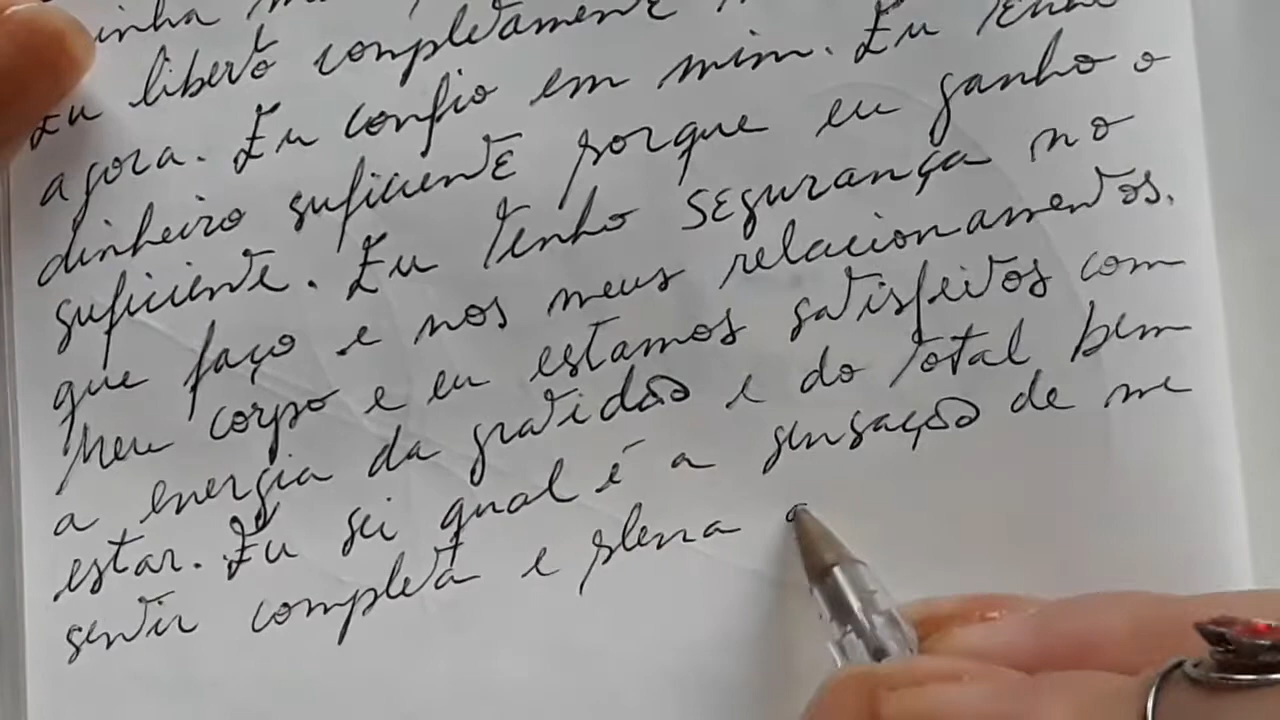 inha
Eu liberto completamente
agora. Eu confio em mim. Eu tenho
dinheiro suficiente porque eu ganho o
suficiente. Eu tenho segurança no
que faço e nos meus relacionamentos.
Meu corpo e eu estamos satisfeitos com
a energia da gratidão e do total bem
estar. Eu sei qual é a sensação de me
sentir completa e plena a